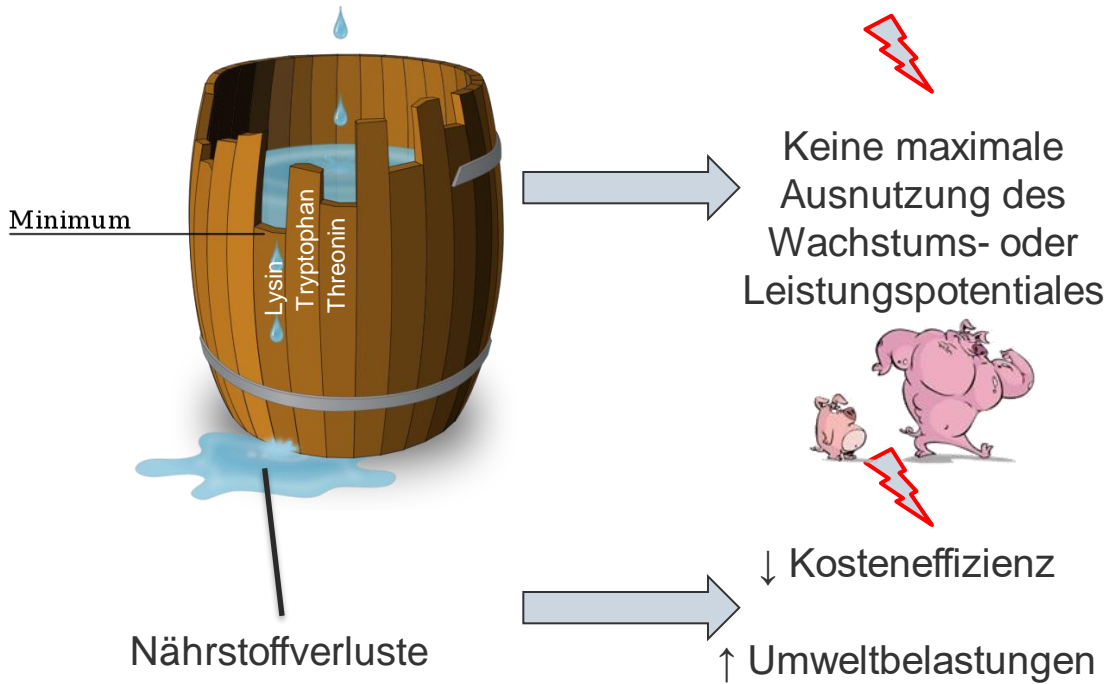 Minimum
Lysin
Tryptophan
Threonin
Nährstoffverluste
Keine maximale
Ausnutzung des
Wachstums- oder
Leistungspotentiales
↓ Kosteneffizienz
↑ Umweltbelastungen